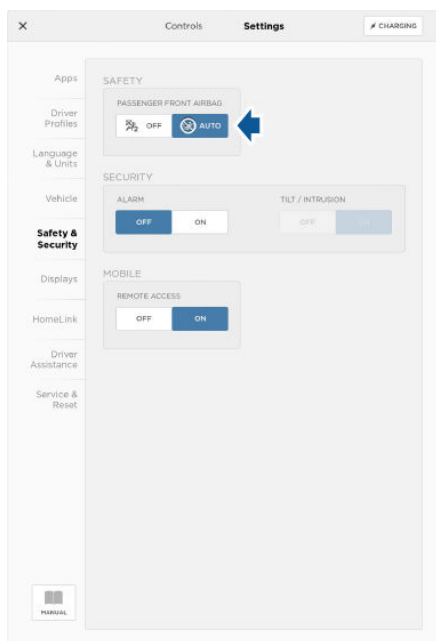 Controls
Settings
CHARGING
Apps
Driver
Profiles
Language
& Units
Vehicle
Safety &
Security
Displays
HomeLink
Driver
Assistance
Service &
Reset
MANUAL
SAFETY
PASSENGER FRONT AIRBAG
OFF AUTO
SECURITY
ALARM
OFF ON
TILT / INTRUSION
OFF ON
MOBILE
REMOTE ACCESS
OFF ON